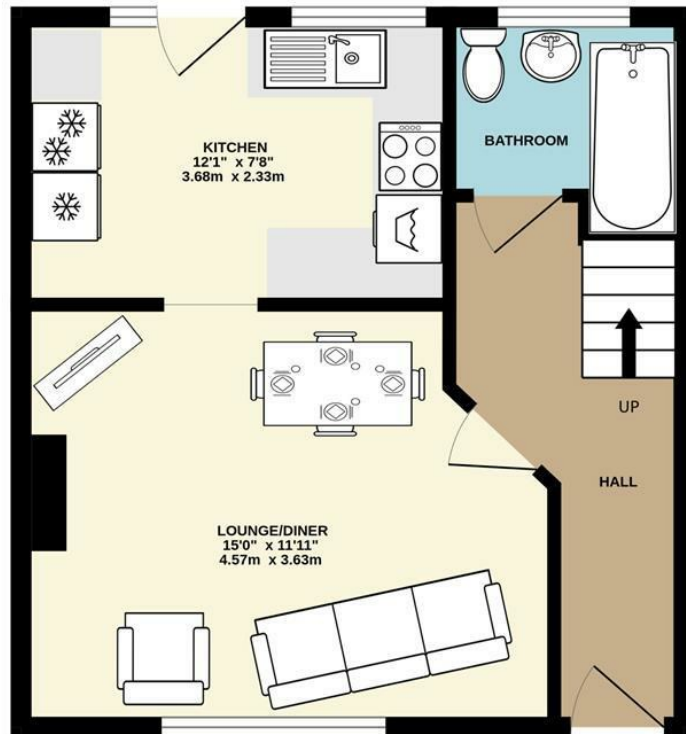 KITCHEN
12'1" x 7'8"
3.68m x 2.33m
BATHROOM
UP
HALL
LOUNGE/DINER
15'0" x 11'11"
4.57m x 3.63m